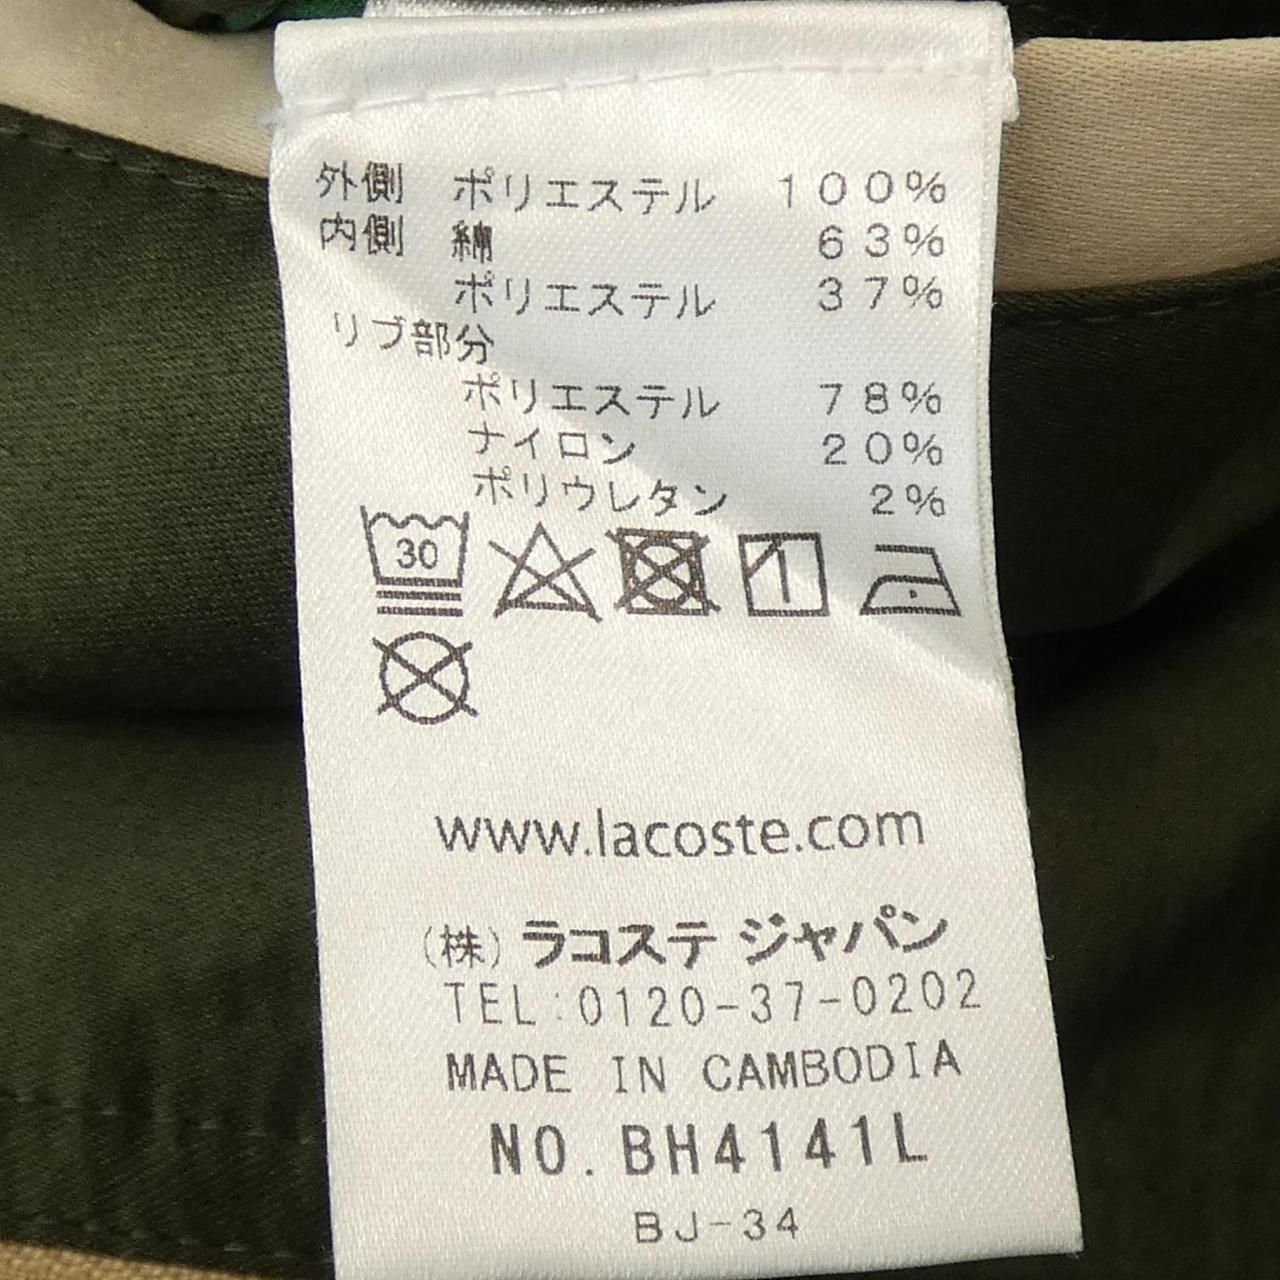 外側 ポリエステル 100%
内側 綿 63%
ポリエステル 37%
リブ部分
ポリエステル 78%
ナイロン 20%
ポリウレタン 2%
30
www.lacoste.com
(株) ラコステ ジャパン
TEL:0120-37-0202
MADE IN CAMBODIA
NO. BH4141L
BJ-34